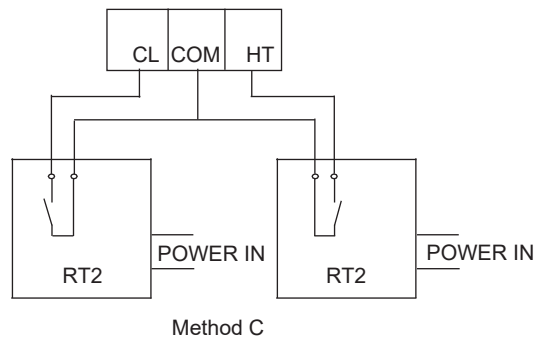 CL COM HT
POWER IN POWER IN
RT2 RT2
Method C